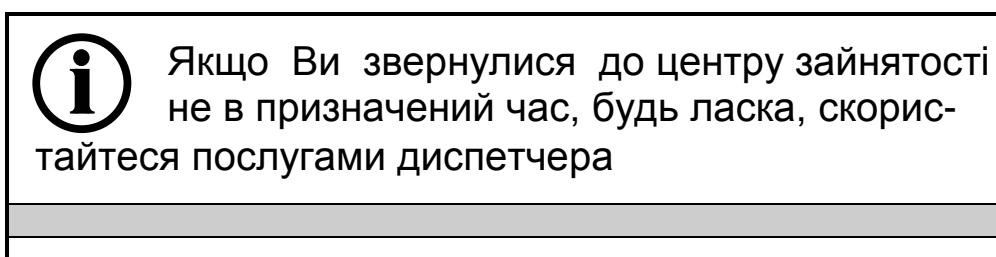 Якщо Ви звернулися до центру зайнятості
не в призначений час, будь ласка, скорис-
тайтеся послугами диспетчера